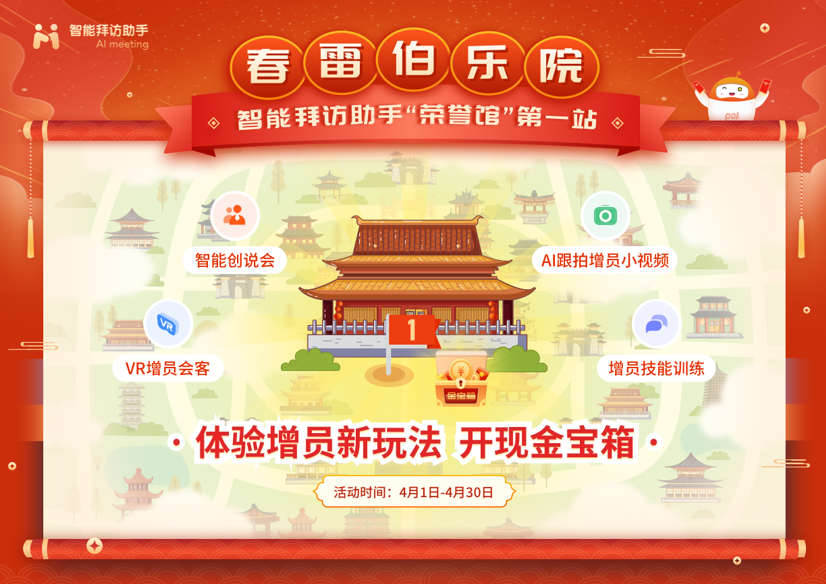 智能拜访助手
AI meeting
春雷伯乐院
智能拜访助手“荣誉馆”第一站
pai
智能创说会
AI跟拍增员小视频
1
VR
VR增员会客
增员技能训练
¥
金宝箱
·体验增员新玩法 开现金宝箱·
活动时间：4月1日-4月30日